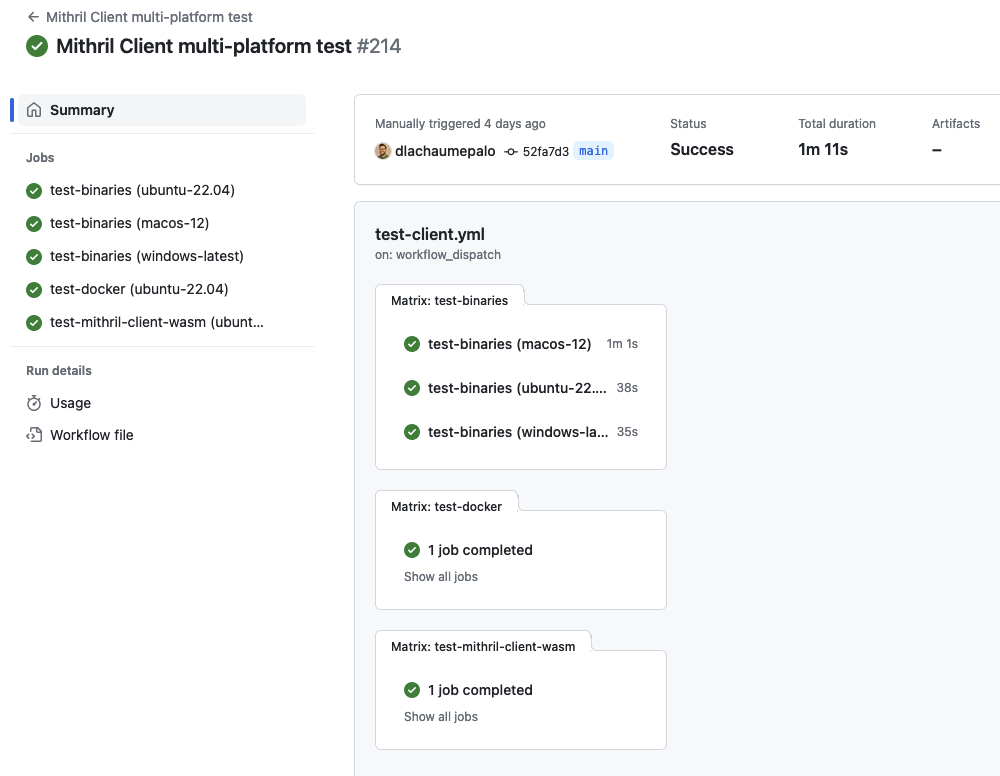 Mithril Client multi-platform test
Mithril Client multi-platform test #214
Summary
Jobs
test-binaries (ubuntu-22.04)
test-binaries (macos-12)
test-binaries (windows-latest)
test-docker (ubuntu-22.04)
test-mithril-client-wasm (ubunt...
Run details
Usage
Workflow file
Manually triggered 4 days ago
dlachaumepalo 52fa7d3 main
Status
Success
Total duration
1m 11s
Artifacts
–
test-client.yml
on: workflow_dispatch
Matrix: test-binaries
test-binaries (macos-12) 1m 1s
test-binaries (ubuntu-22.... 38s
test-binaries (windows-la... 35s
Matrix: test-docker
1 job completed
Show all jobs
Matrix: test-mithril-client-wasm
1 job completed
Show all jobs